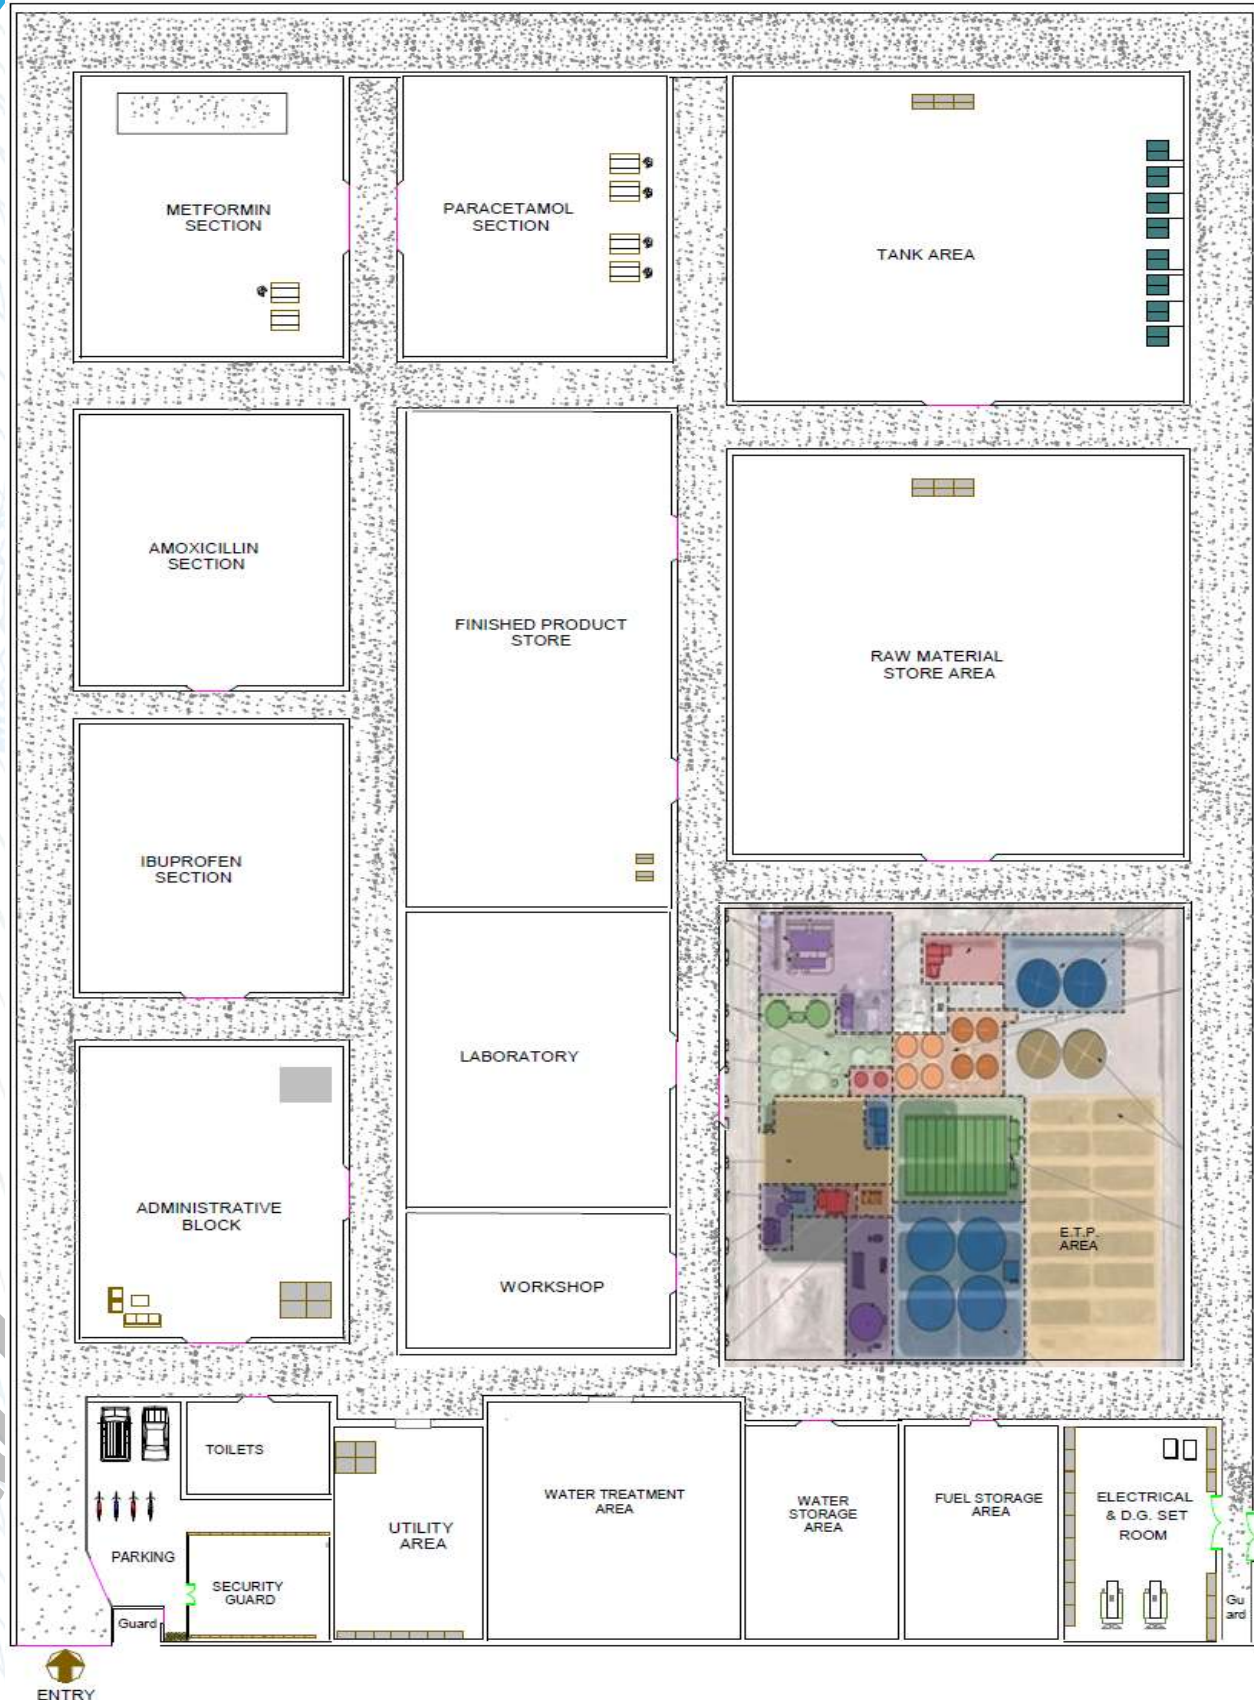 METFORMIN
SECTION
PARACETAMOL
SECTION
TANK AREA
AMOXICILLIN
SECTION
FINISHED PRODUCT
STORE
RAW MATERIAL
STORE AREA
IBUPROFEN
SECTION
LABORATORY
ADMINISTRATIVE
BLOCK
E.T.P.
AREA
WORKSHOP
TOILETS
PARKING
SECURITY
GUARD
Guard
UTILITY
AREA
WATER TREATMENT
AREA
WATER
STORAGE
AREA
FUEL STORAGE
AREA
ELECTRICAL
& D.G. SET
ROOM
Gu
ard
ENTRY